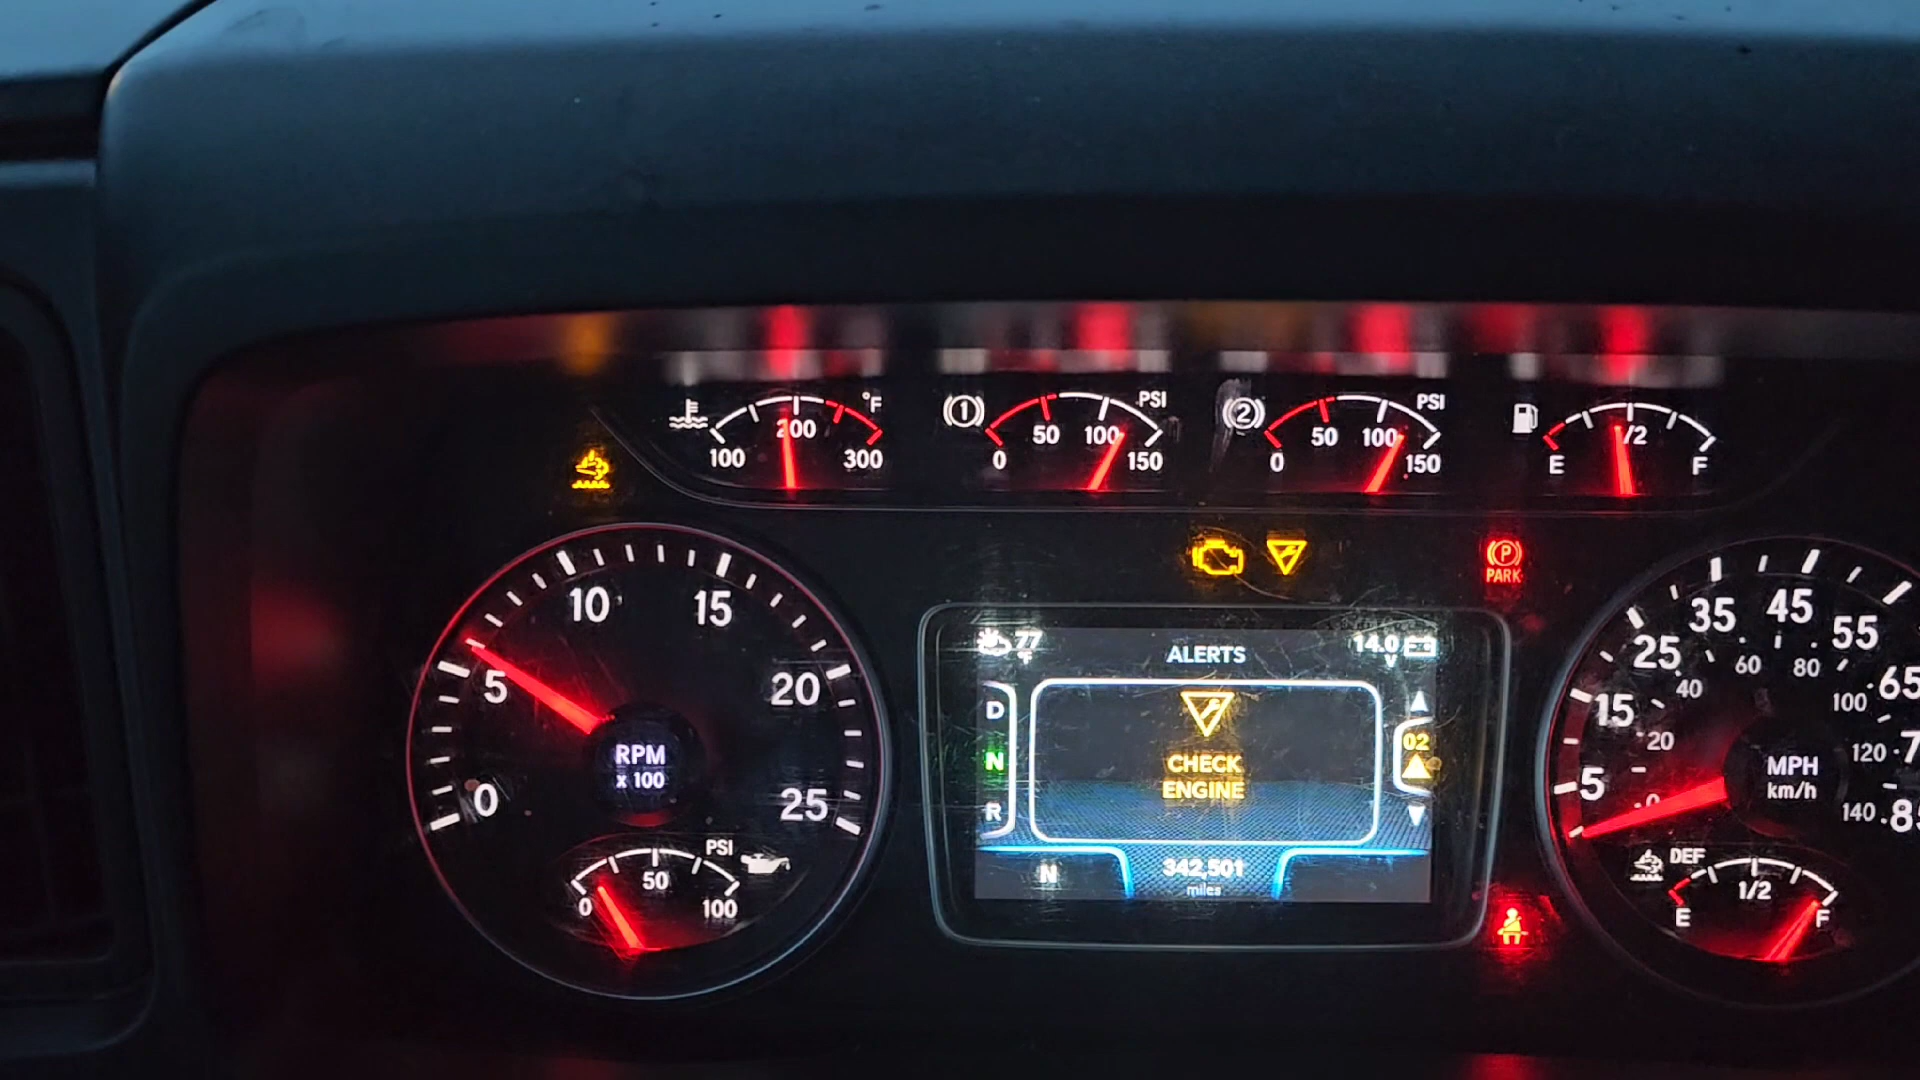 °F
200
100
300
1
PSI
50
100
0
150
2
PSI
50
100
0
150
/2
E
F
P
PARK
0
5
10
15
20
25
RPM
x 100
PSI
0
50
100
77
°F
ALERTS
14.0
V
D
N
R
CHECK
ENGINE
02
N
342,501
miles
5
15
25
35
45
55
65
20
40
60
80
100
120
140
MPH
km/h
DEF
E
1/2
F